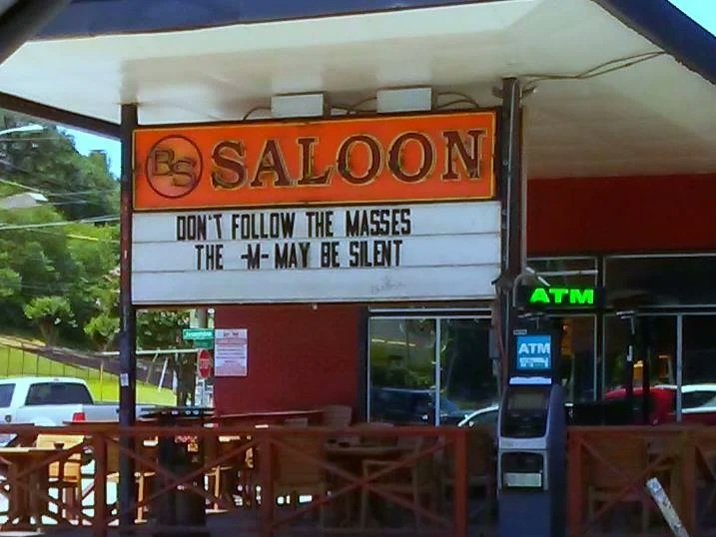 BS SALOON
DON'T FOLLOW THE MASSES
THE -M- MAY BE SILENT
ATM
ATM